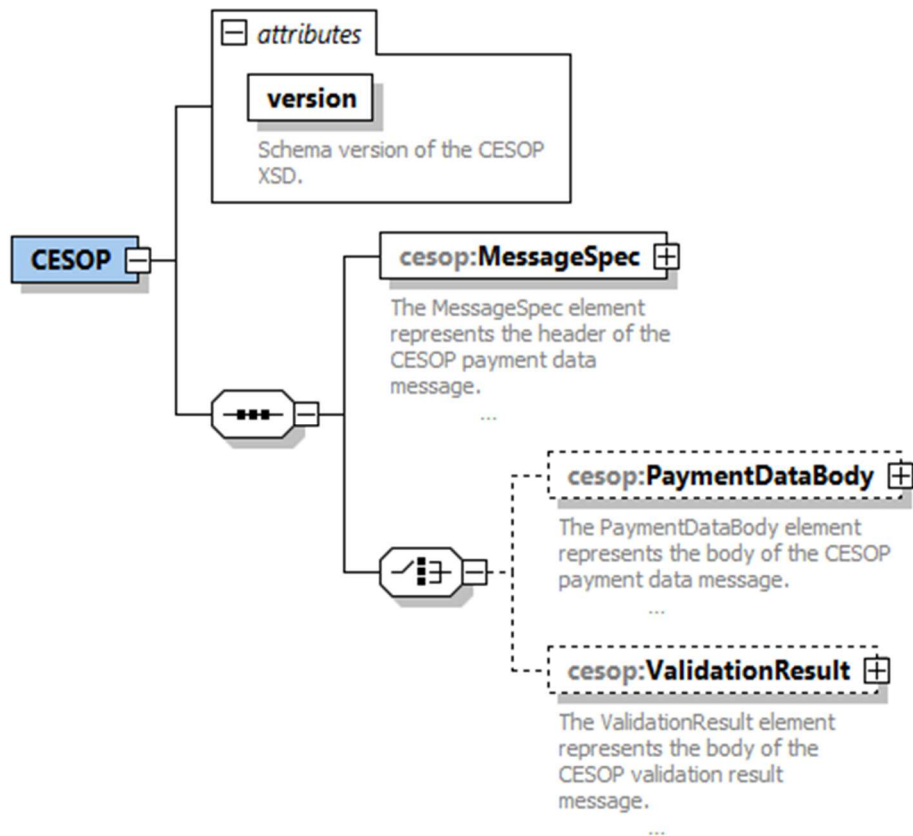 attributes
version
Schema version of the CESOP
XSD.
CESOP
cesop:MessageSpec
The MessageSpec element
represents the header of the
CESOP payment data
message.
...
cesop:PaymentDataBody
The PaymentDataBody element
represents the body of the CESOP
payment data message.
...
cesop:ValidationResult
The ValidationResult element
represents the body of the
CESOP validation result
message.
...